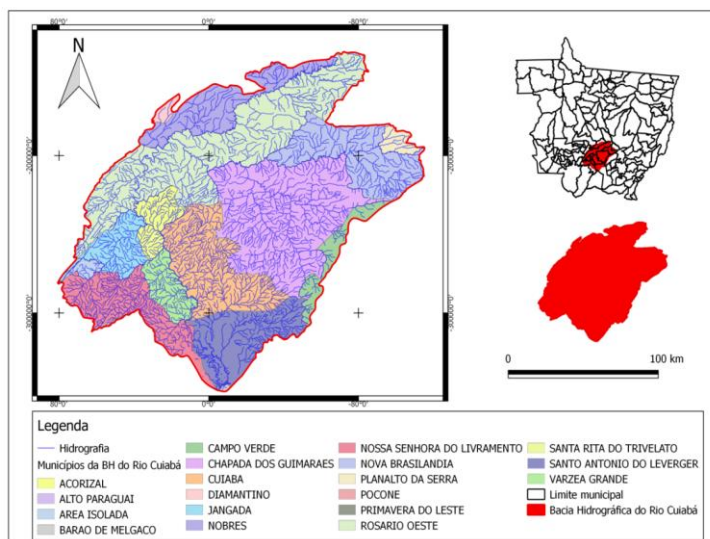 N
80°0' 0°0' -80°0'
-200000°0' -200000°0'
-300000°0' -300000°0'
80°0' 0°0' -80°0'
0 100 km
Legenda
Hidrografia
Municípios da BH do Rio Cuiabá
ACORIZAL
ALTO PARAGUAI
AREA ISOLADA
BARAO DE MELGACO
CAMPO VERDE
CHAPADA DOS GUIMARAES
CUIABA
DIAMANTINO
JANGADA
NOBRES
NOSSA SENHORA DO LIVRAMENTO
NOVA BRASILANDIA
PLANALTO DA SERRA
POCONE
PRIMAVERA DO LESTE
ROSARIO OESTE
SANTA RITA DO TRIVELATO
SANTO ANTONIO DO LEVERGER
VARZEA GRANDE
Limite municipal
Bacia Hidrográfica do Rio Cuiabá